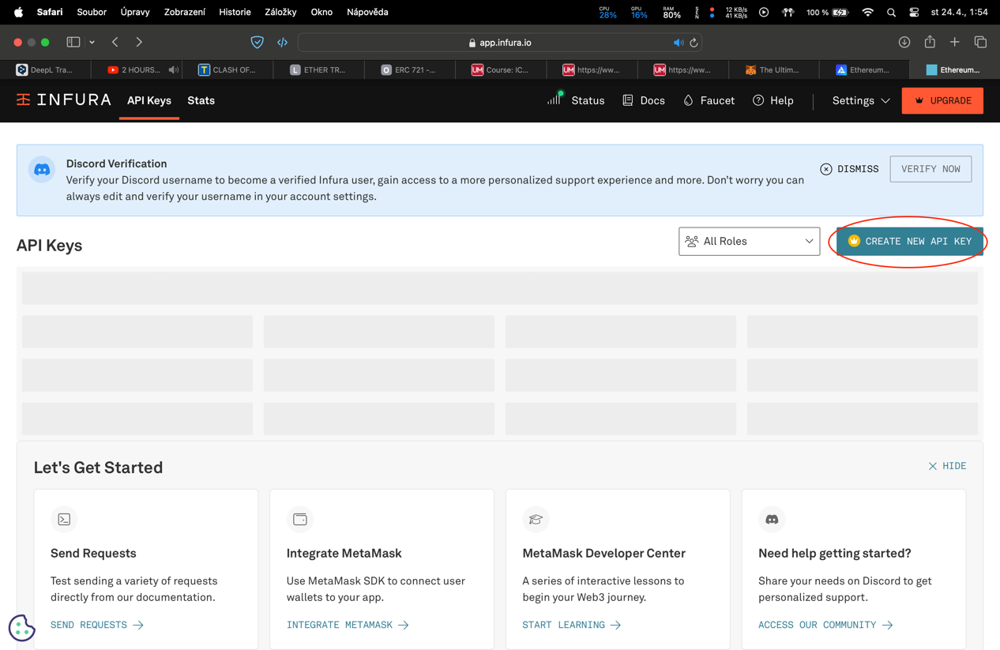 Safari Soubor Úpravy Zobrazení Historie Záložky Okno Nápověda CPU 28% GPU 16% RAM 80% SEN 12 KB/s 41 KB/s 100 % st 24. 4., 1:54
app.infura.io
DeepL Tra... 2 HOURS... T CLASH OF... L ETHER TR... O ERC 721 -... UM Course: IC... UM https://ww... UM https://ww... The Ultim... Ethereum... Ethereum...
INFURA API Keys Stats Status Docs Faucet Help Settings UPGRADE
Discord Verification
Verify your Discord username to become a verified Infura user, gain access to a more personalized support experience and more. Don't worry you can
always edit and verify your username in your account settings.
DISMISS VERIFY NOW
API Keys All Roles CREATE NEW API KEY
Let's Get Started HIDE
Send Requests
Test sending a variety of requests
directly from our documentation.
SEND REQUESTS
Integrate MetaMask
Use MetaMask SDK to connect user
wallets to your app.
INTEGRATE METAMASK
MetaMask Developer Center
A series of interactive lessons to
begin your Web3 journey.
START LEARNING
Need help getting started?
Share your needs on Discord to get
personalized support.
ACCESS OUR COMMUNITY